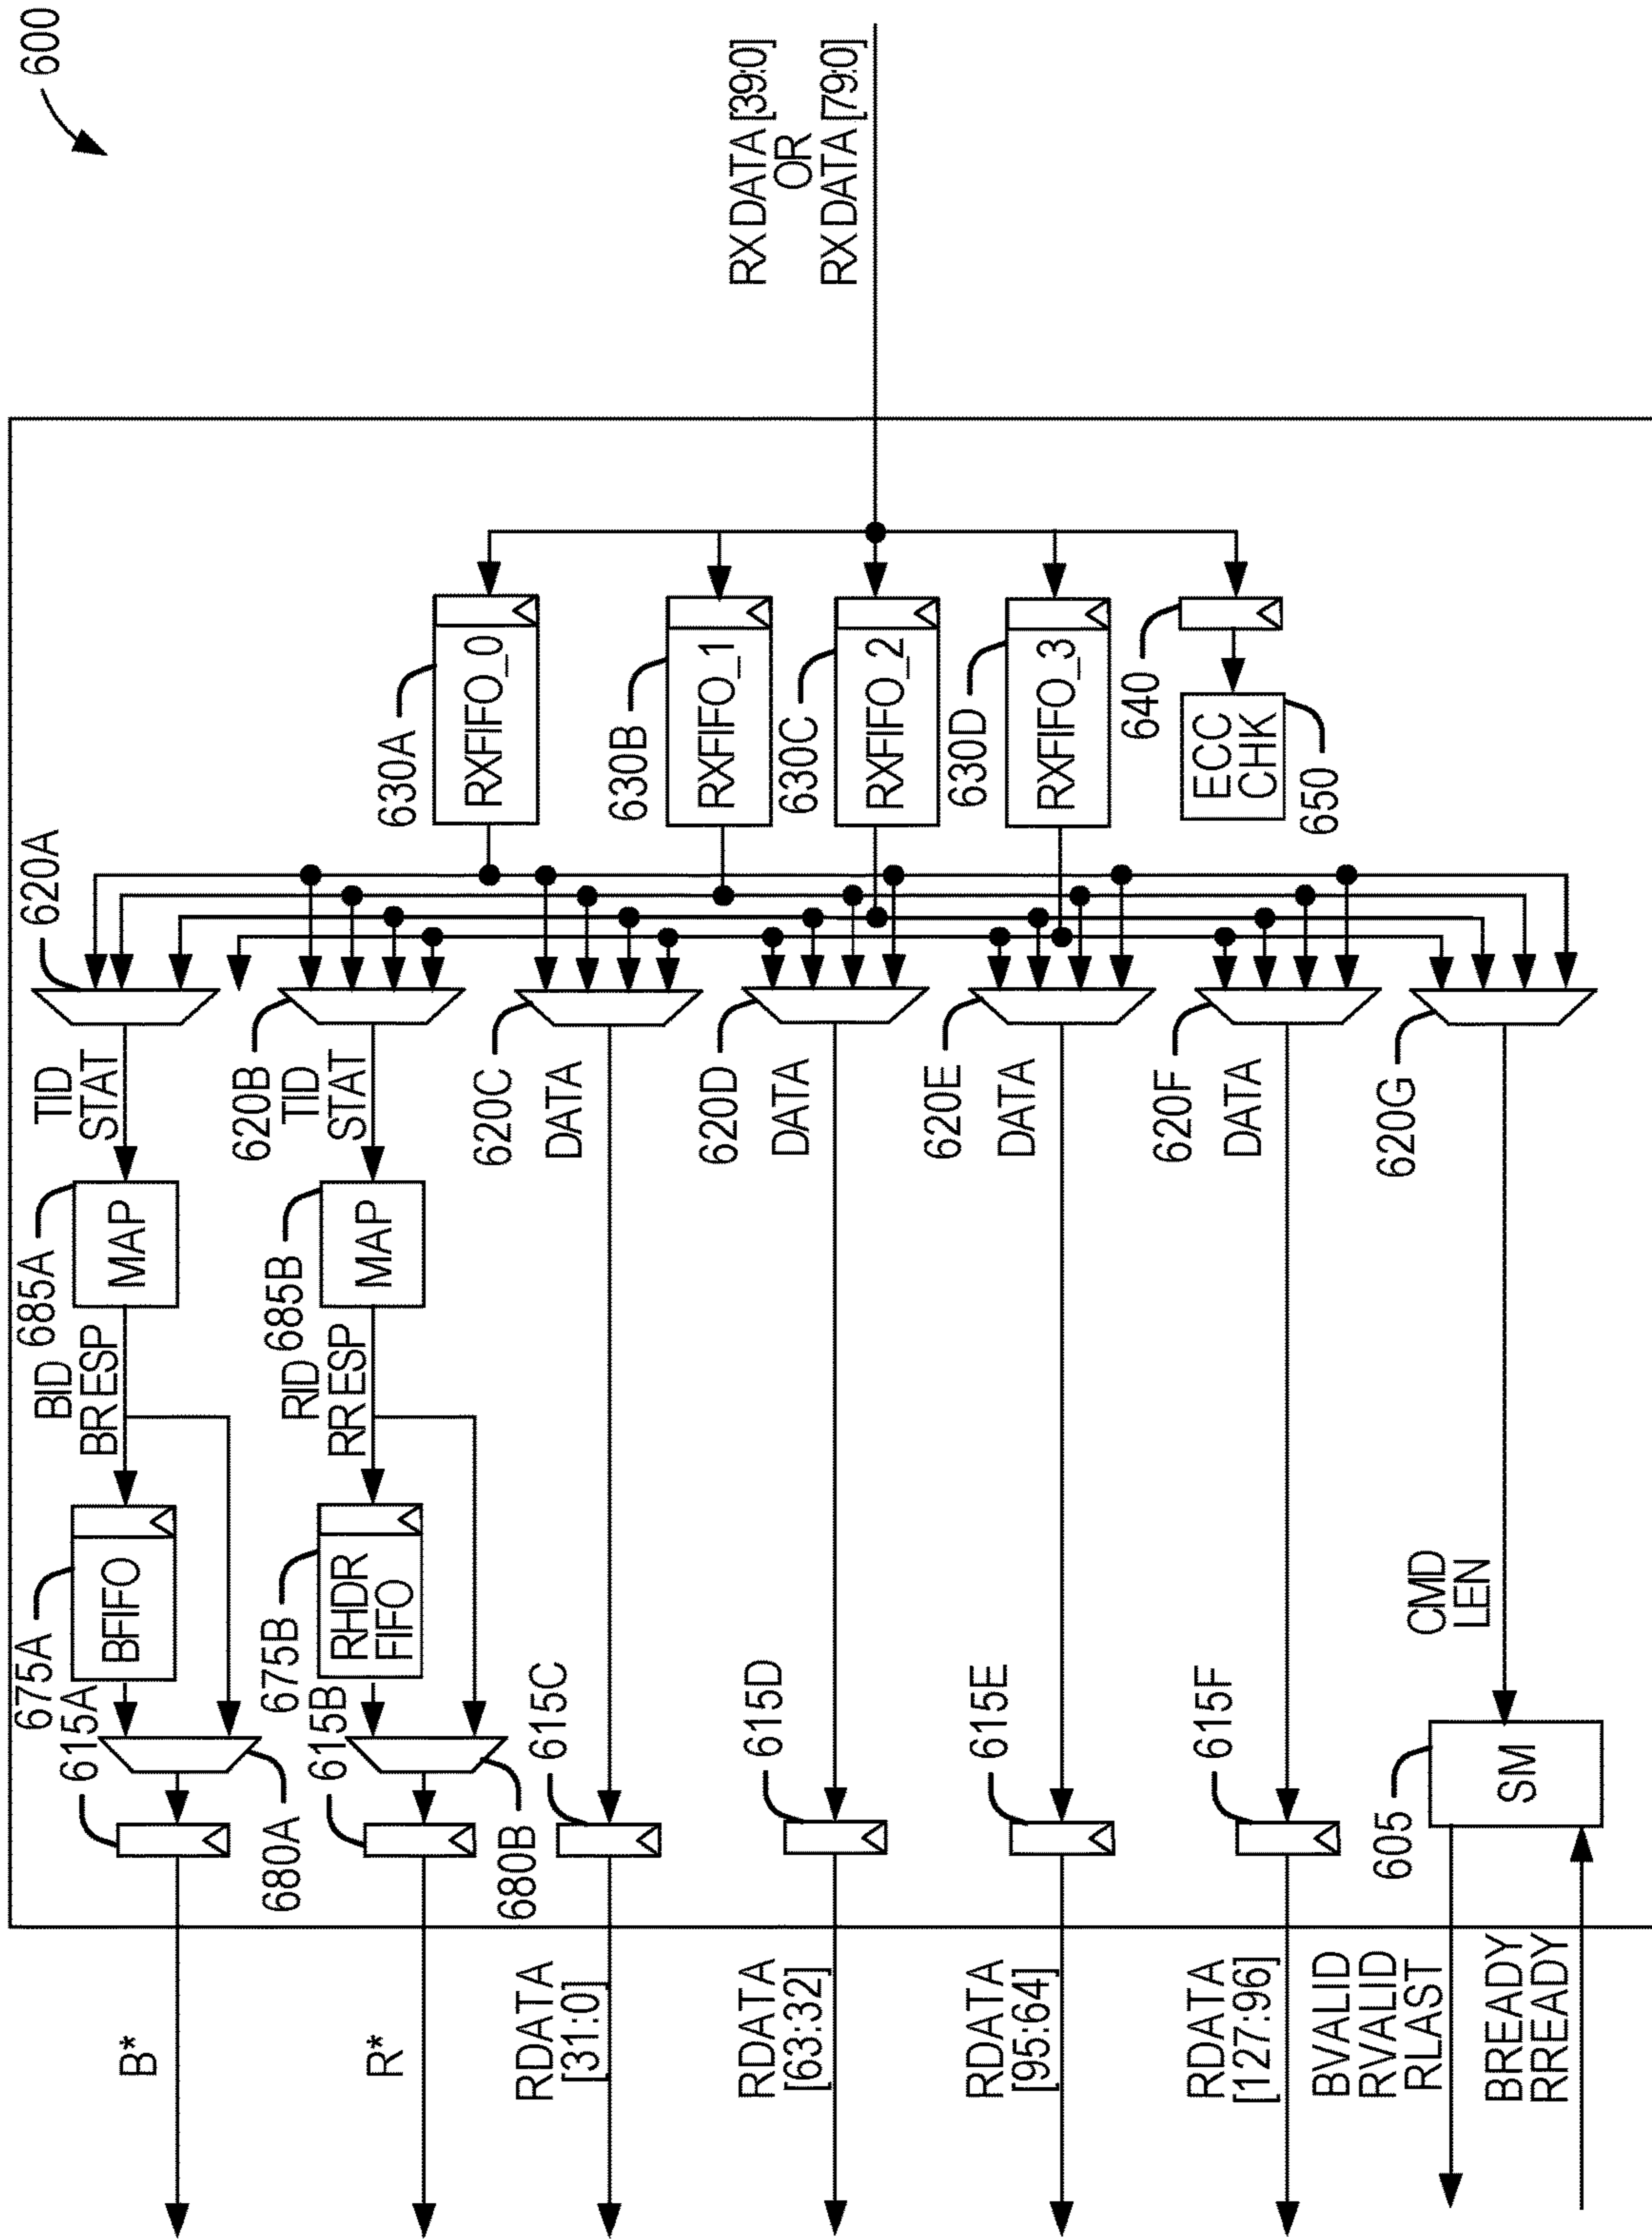 600
RX DATA [39:0]
OR
RX DATA [79:0]
620A
630A
RXFIFO_0
630B
RXFIFO_1
630C
RXFIFO_2
630D
RXFIFO_3
640
ECC
CHK
650
TID
STAT
620B
TID
STAT
620C
DATA
620D
DATA
620E
DATA
620F
DATA
620G
685A
MAP
685B
MAP
BID
BRESP
RID
RRESP
675A
BFIFO
675B
RHDR
FIFO
CMD
LEN
615A
680A
615B
680B
615C
615D
615E
615F
605
SM
B*
R*
RDATA
[31:0]
RDATA
[63:32]
RDATA
[95:64]
RDATA
[127:96]
BVALID
RVALID
RLAST
BREADY
RREADY